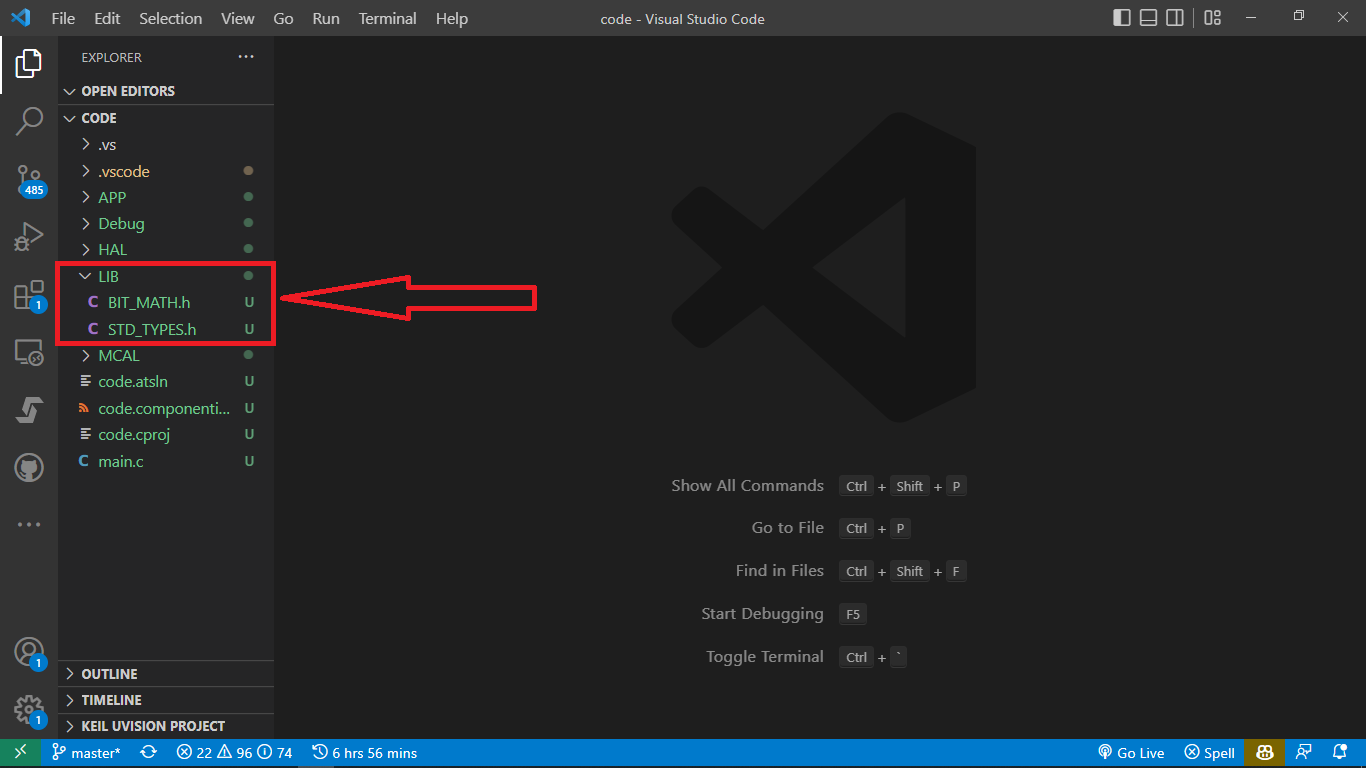 File Edit Selection View Go Run Terminal Help code - Visual Studio Code
EXPLORER
OPEN EDITORS
CODE
.vs
.vscode
485
APP
Debug
HAL
LIB
C BIT_MATH.h U
1
C STD_TYPES.h U
MCAL
code.atsln U
code.componenti... U
code.cproj U
C main.c U
Show All Commands Ctrl + Shift + P
Go to File Ctrl + P
Find in Files Ctrl + Shift + F
Start Debugging F5
Toggle Terminal Ctrl + `
1
OUTLINE
TIMELINE
1
KEIL UVISION PROJECT
master* 22 96 74 6 hrs 56 mins Go Live Spell